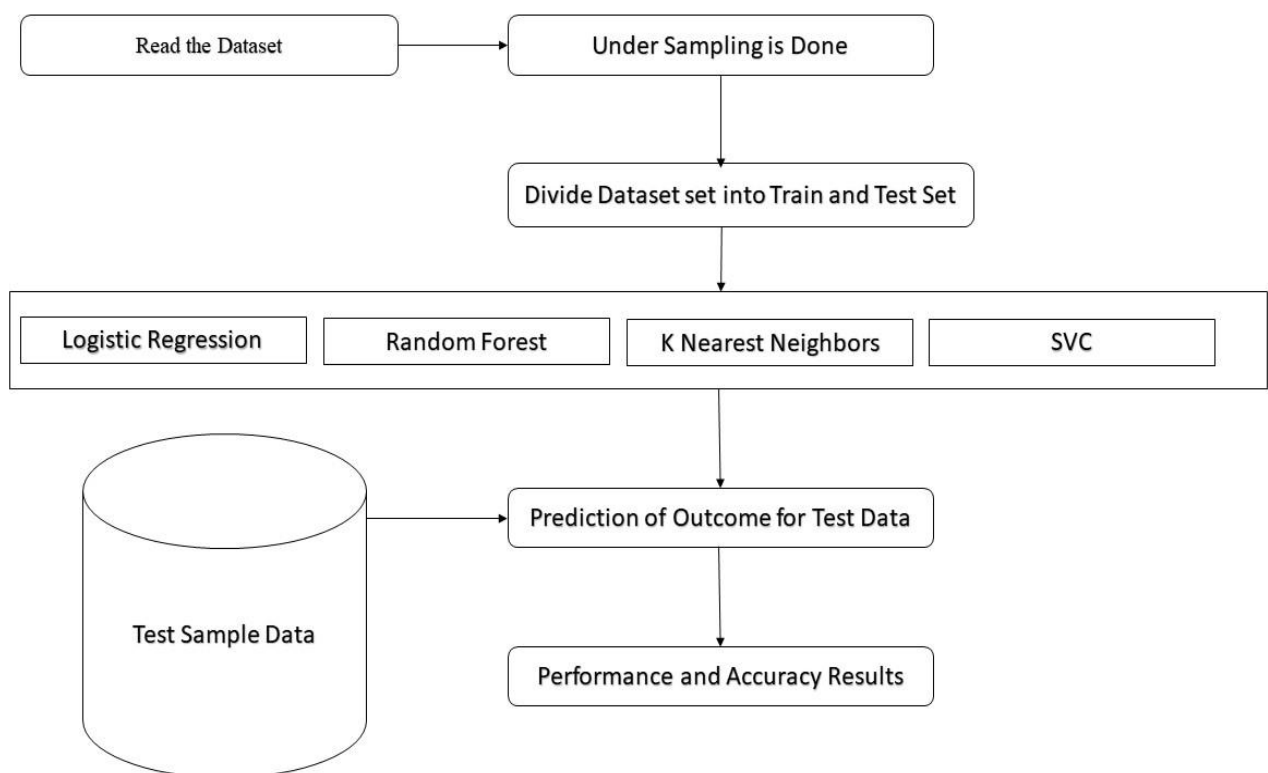 Read the Dataset
Under Sampling is Done
Divide Dataset set into Train and Test Set
Logistic Regression
Random Forest
K Nearest Neighbors
SVC
Prediction of Outcome for Test Data
Test Sample Data
Performance and Accuracy Results